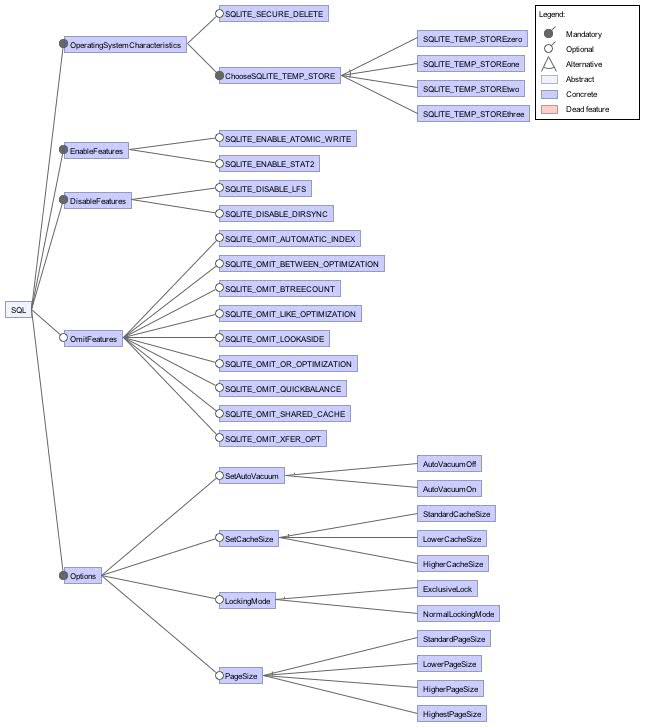 SQLITE_SECURE_DELETE
Legend:
Mandatory
Optional
Alternative
Abstract
Concrete
Dead feature
OperatingSystemCharacteristics
ChooseSQLITE_TEMP_STORE
SQLITE_TEMP_STOREzero
SQLITE_TEMP_STOREone
SQLITE_TEMP_STOREtwo
SQLITE_TEMP_STOREthree
EnableFeatures
SQLITE_ENABLE_ATOMIC_WRITE
SQLITE_ENABLE_STAT2
DisableFeatures
SQLITE_DISABLE_LFS
SQLITE_DISABLE_DIRSYNC
SQL
OmitFeatures
SQLITE_OMIT_AUTOMATIC_INDEX
SQLITE_OMIT_BETWEEN_OPTIMIZATION
SQLITE_OMIT_BTREECOUNT
SQLITE_OMIT_LIKE_OPTIMIZATION
SQLITE_OMIT_LOOKASIDE
SQLITE_OMIT_OR_OPTIMIZATION
SQLITE_OMIT_QUICKBALANCE
SQLITE_OMIT_SHARED_CACHE
SQLITE_OMIT_XFER_OPT
Options
SetAutoVacuum
AutoVacuumOff
AutoVacuumOn
SetCacheSize
StandardCacheSize
LowerCacheSize
HigherCacheSize
LockingMode
ExclusiveLock
NormalLockingMode
PageSize
StandardPageSize
LowerPageSize
HigherPageSize
HighestPageSize